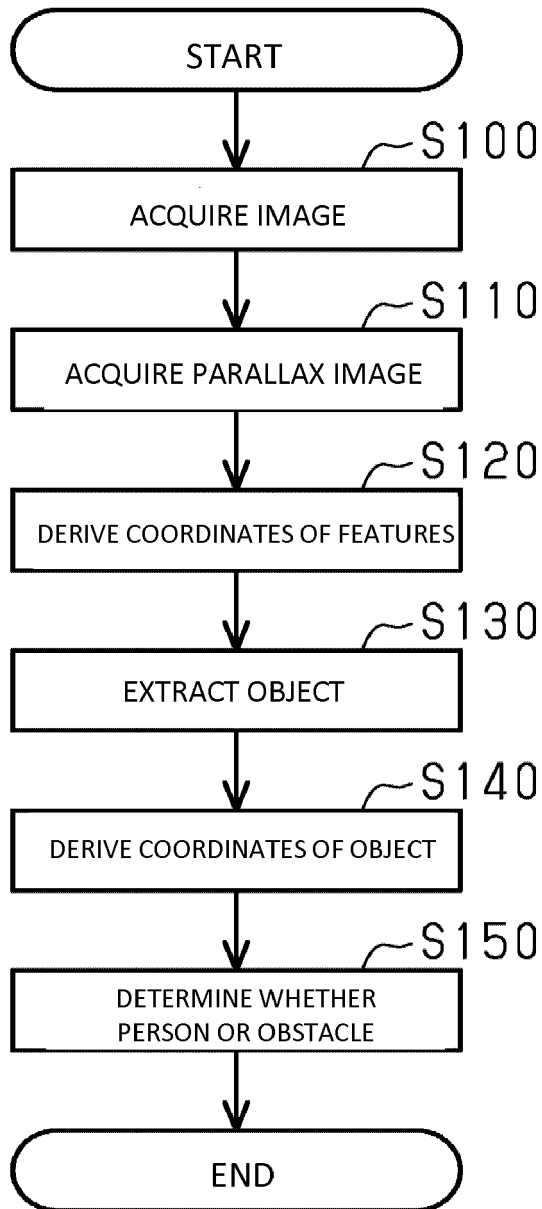 START
S100
ACQUIRE IMAGE
S110
ACQUIRE PARALLAX IMAGE
S120
DERIVE COORDINATES OF FEATURES
S130
EXTRACT OBJECT
S140
DERIVE COORDINATES OF OBJECT
S150
DETERMINE WHETHER
PERSON OR OBSTACLE
END